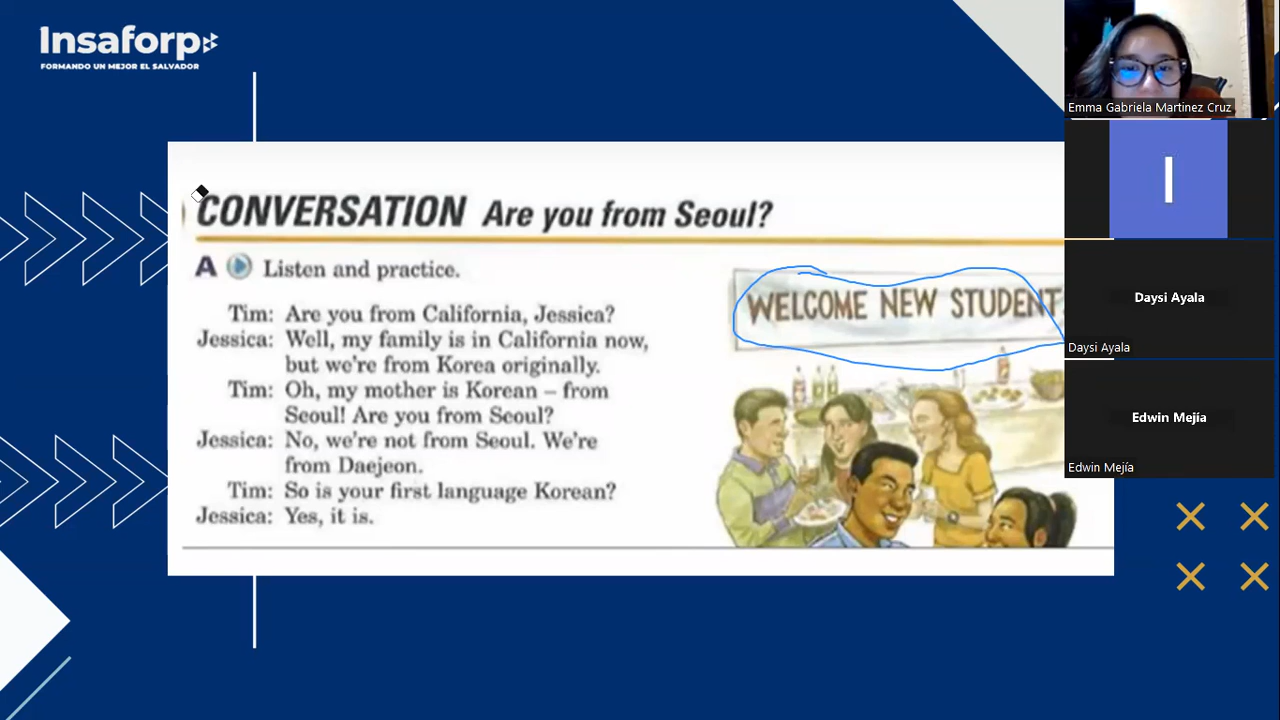 Insaforp
FORMANDO UN MEJOR EL SALVADOR
CONVERSATION Are you from Seoul?
A Listen and practice.
Tim: Are you from California, Jessica?
Jessica: Well, my family is in California now,
but we're from Korea originally.
Tim: Oh, my mother is Korean – from
Seoul! Are you from Seoul?
Jessica: No, we're not from Seoul. We're
from Daejeon.
Tim: So is your first language Korean?
Jessica: Yes, it is.
WELCOME NEW STUDENT
Emma Gabriela Martinez Cruz
I
Daysi Ayala
Daysi Ayala
Edwin Mejía
Edwin Mejía